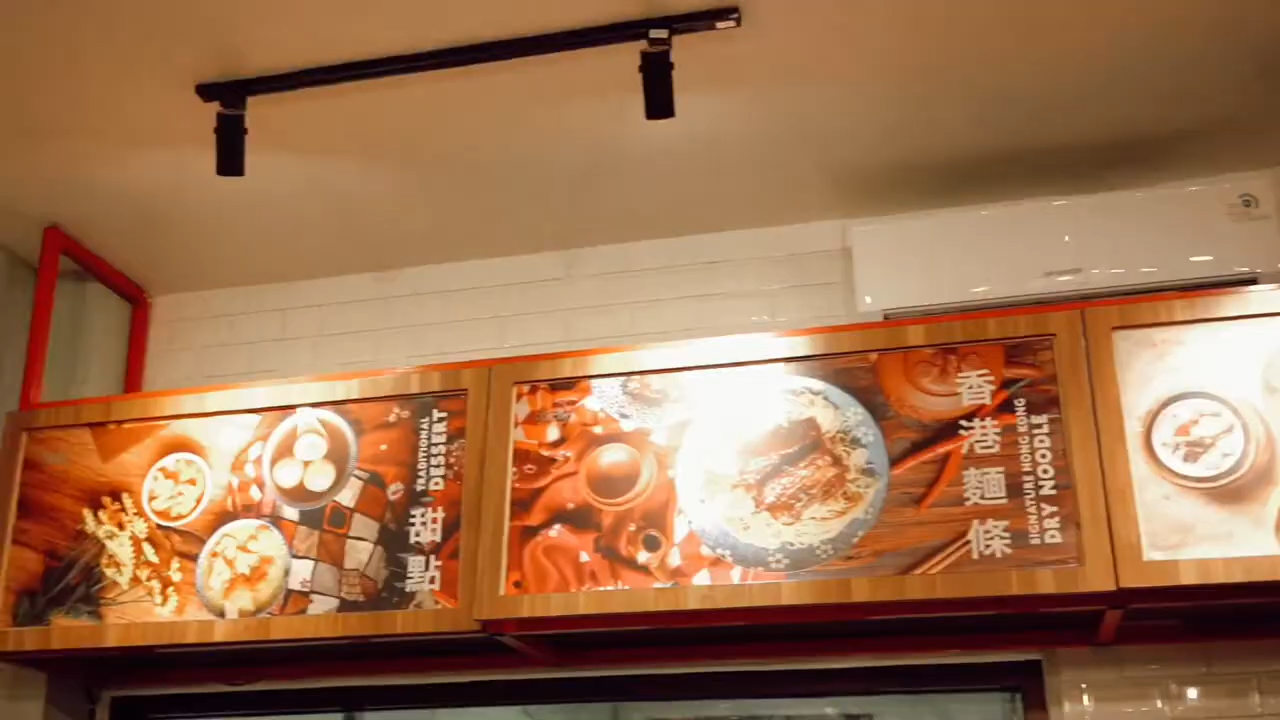 甜點
TRADITIONAL
DESSERT
香港麵條
SIGNATURE HONG KONG
DRY NOODLE